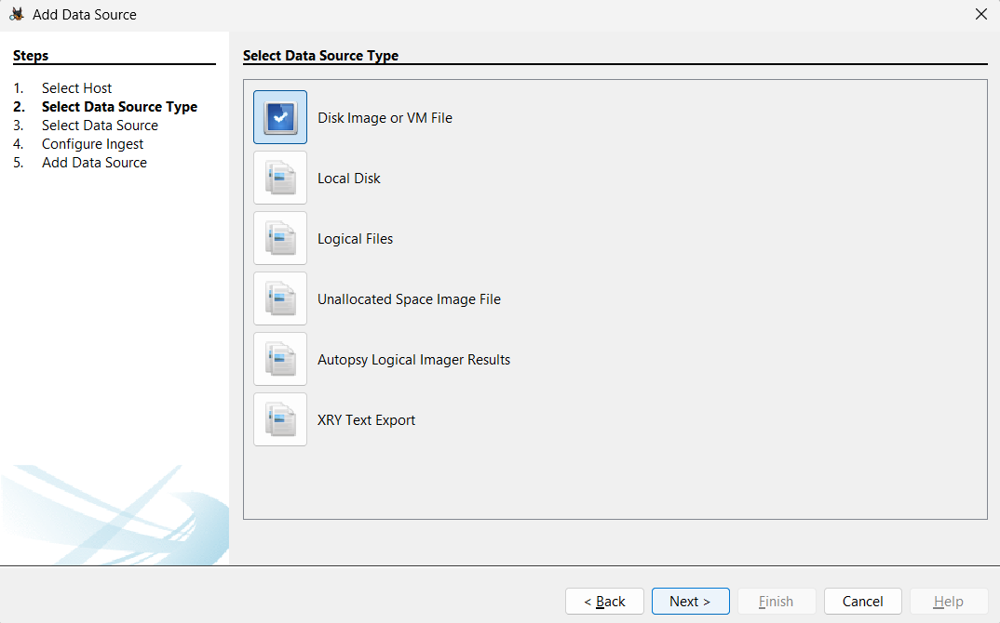 Add Data Source
Steps
1. Select Host
2. Select Data Source Type
3. Select Data Source
4. Configure Ingest
5. Add Data Source
Select Data Source Type
Disk Image or VM File
Local Disk
Logical Files
Unallocated Space Image File
Autopsy Logical Imager Results
XRY Text Export
< Back Next > Finish Cancel Help